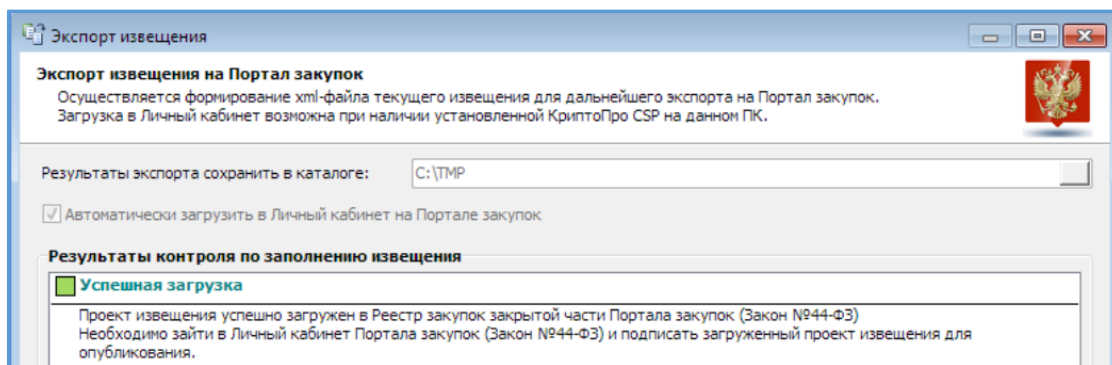 Экспорт извещения
Экспорт извещения на Портал закупок
Осуществляется формирование xml-файла текущего извещения для дальнейшего экспорта на Портал закупок.
Загрузка в Личный кабинет возможна при наличии установленной КриптоПро CSP на данном ПК.
Результаты экспорта сохранить в каталоге: C:\TMP
Автоматически загрузить в Личный кабинет на Портале закупок
Результаты контроля по заполнению извещения
Успешная загрузка
Проект извещения успешно загружен в Реестр закупок закрытой части Портала закупок (Закон №44-ФЗ)
Необходимо зайти в Личный кабинет Портала закупок (Закон №44-ФЗ) и подписать загруженный проект извещения для
опубликования.